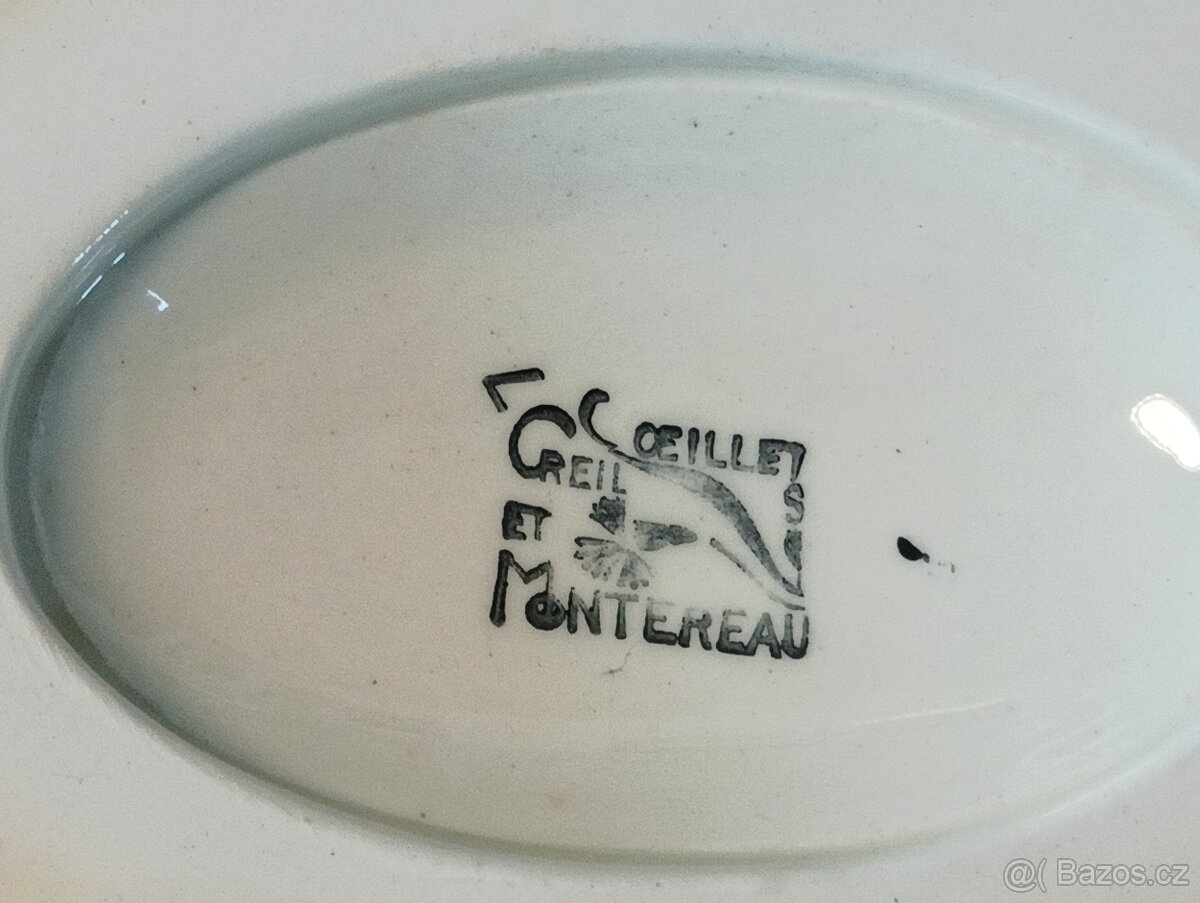 ŒILLETS
CREIL
ET
MONTEREAU
@( Bazos.cz